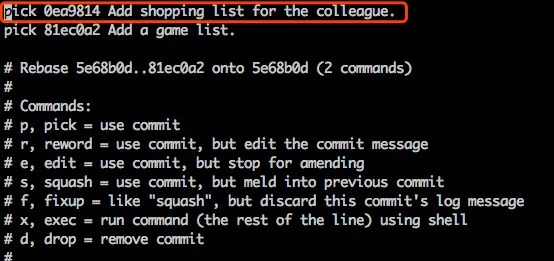 pick 0ea9814 Add shopping list for the colleague.
pick 81ec0a2 Add a game list.
# Rebase 5e68b0d..81ec0a2 onto 5e68b0d (2 commands)
#
# Commands:
# p, pick = use commit
# r, reword = use commit, but edit the commit message
# e, edit = use commit, but stop for amending
# s, squash = use commit, but meld into previous commit
# f, fixup = like "squash", but discard this commit's log message
# x, exec = run command (the rest of the line) using shell
# d, drop = remove commit
#